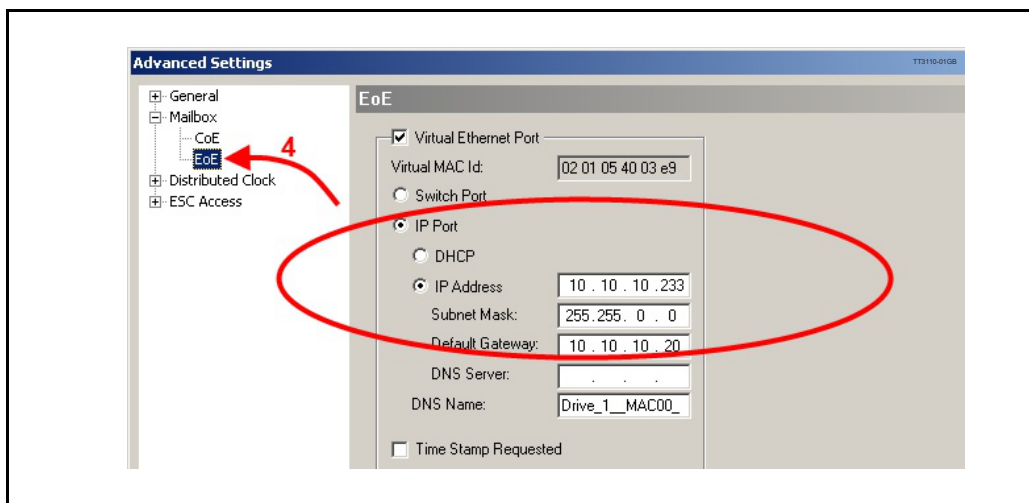 Advanced Settings
TT3110-01GB
General
Mailbox
CoE
EoE
4
Distributed Clock
ESC Access
EoE
Virtual Ethernet Port
Virtual MAC Id: 02 01 05 40 03 e9
Switch Port
IP Port
DHCP
IP Address 10 . 10 . 10 .233
Subnet Mask: 255.255. 0 . 0
Default Gateway: 10 . 10 . 10 . 20
DNS Server: . . .
DNS Name: Drive_1__MAC00_
Time Stamp Requested